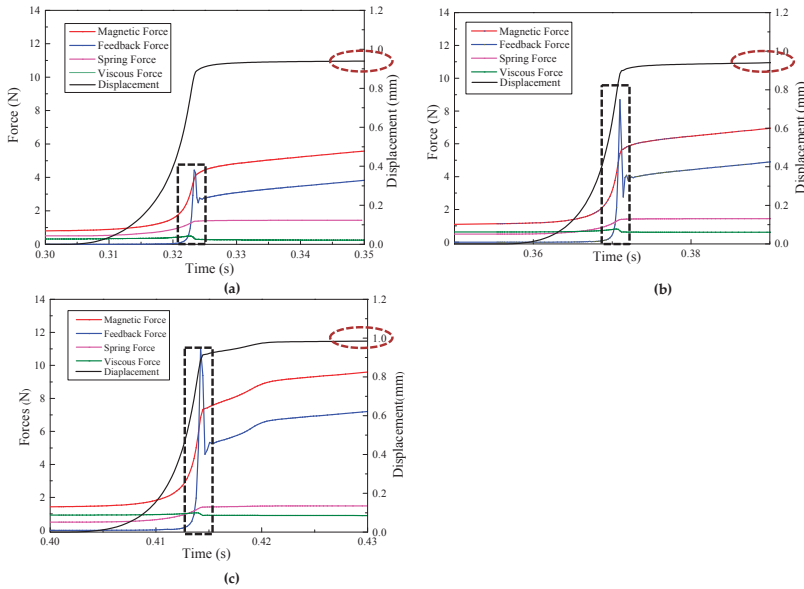 14
12
10
8
6
4
2
0
Force (N)
Magnetic Force
Feedback Force
Spring Force
Viscous Force
Displacement
1.2
1.0
0.8
0.6
0.4
0.2
0.0
Displacement (mm)
0.30 0.31 0.32 0.33 0.34 0.35
Time (s)
(a)
14
12
10
8
6
4
2
0
Force (N)
Magnetic Force
Feedback Force
Spring Force
Viscous Force
Displacement
1.2
1.0
0.8
0.6
0.4
0.2
0.0
Displacement (mm)
0.36 0.38
Time (s)
(b)
14
12
10
8
6
4
2
0
Forces (N)
Magnetic Force
Feedback Force
Spring Force
Viscous Force
Displacement
1.2
1.0
0.8
0.6
0.4
0.2
0.0
Displacement(mm)
0.40 0.41 0.42 0.43
Time (s)
(c)